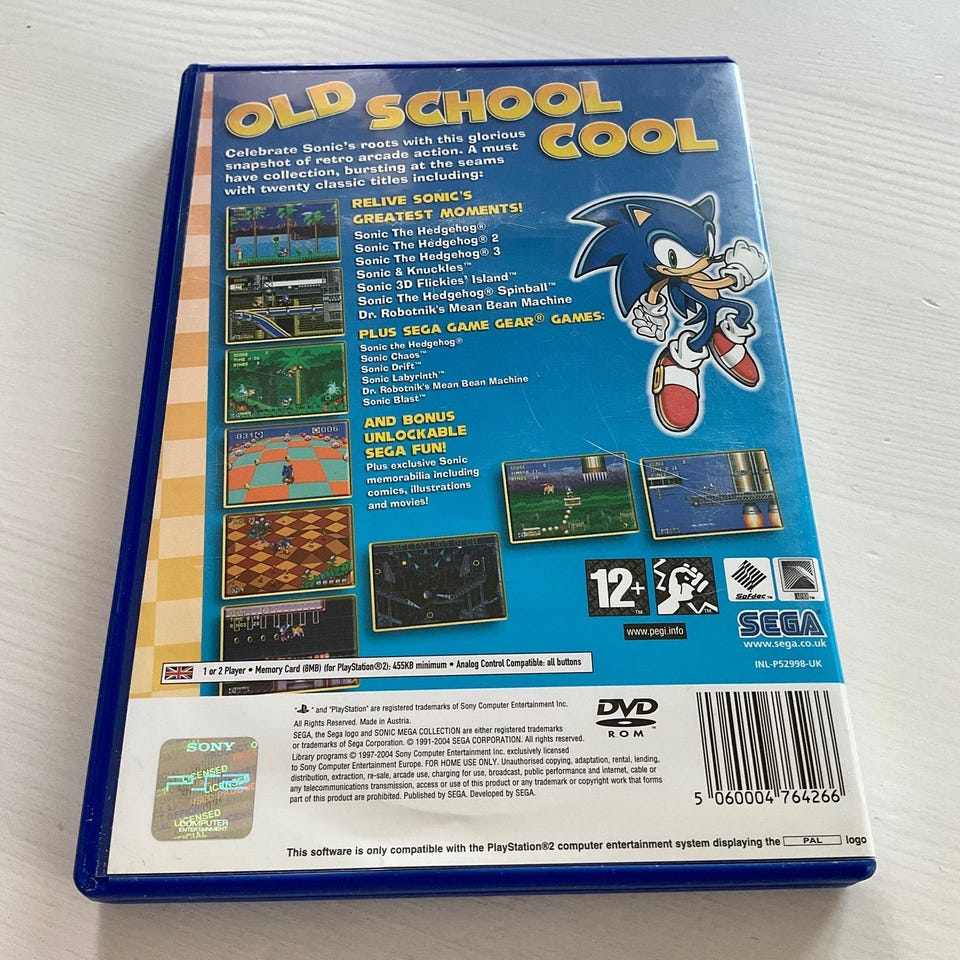 OLD SCHOOL
COOL
Celebrate Sonic's roots with this glorious
snapshot of retro arcade action. A must
have collection, bursting at the seams
with twenty classic titles including:
RELIVE SONIC'S
GREATEST MOMENTS!
Sonic The Hedgehog®
Sonic The Hedgehog® 2
Sonic The Hedgehog® 3
Sonic & Knuckles™
Sonic 3D Flickies' Island™
Sonic The Hedgehog® Spinball™
Dr. Robotnik's Mean Bean Machine
PLUS SEGA GAME GEAR® GAMES:
Sonic the Hedgehog®
Sonic Chaos™
Sonic Drift™
Sonic Labyrinth™
Dr. Robotnik's Mean Bean Machine
Sonic Blast™
AND BONUS
UNLOCKABLE
SEGA FUN!
Plus exclusive Sonic
memorabilia including
comics, illustrations
and movies!
12+™
™
www.pegi.info
Sofdec™
SEGA
www.sega.co.uk
INL-P52998-UK
1 or 2 Player • Memory Card (8MB) (for PlayStation®2): 455KB minimum • Analog Control Compatible: all buttons
" " and "PlayStation" are registered trademarks of Sony Computer Entertainment Inc.
All Rights Reserved. Made in Austria.
SEGA, the Sega logo and SONIC MEGA COLLECTION are either registered trademarks
or trademarks of Sega Corporation. © SEGA CORPORATION. All rights reserved.
Library programs © 1997-2004 Sony Computer Entertainment Inc. exclusively licensed
to Sony Computer Entertainment Europe. FOR HOME USE ONLY. Unauthorised copying, adaptation, rental, lending,
distribution, extraction, re-sale, arcade use, charging for use, broadcast, public performance and internet, cable or
any telecommunications transmission, access or use of this product or any trademark or copyright work that forms
part of this product are prohibited. Published by SEGA. Developed by SEGA.
DVD
ROM
SONY
LICENSED
COMPUTER
ENTERTAINMENT
5 060004 764266
This software is only compatible with the PlayStation®2 computer entertainment system displaying the PAL logo